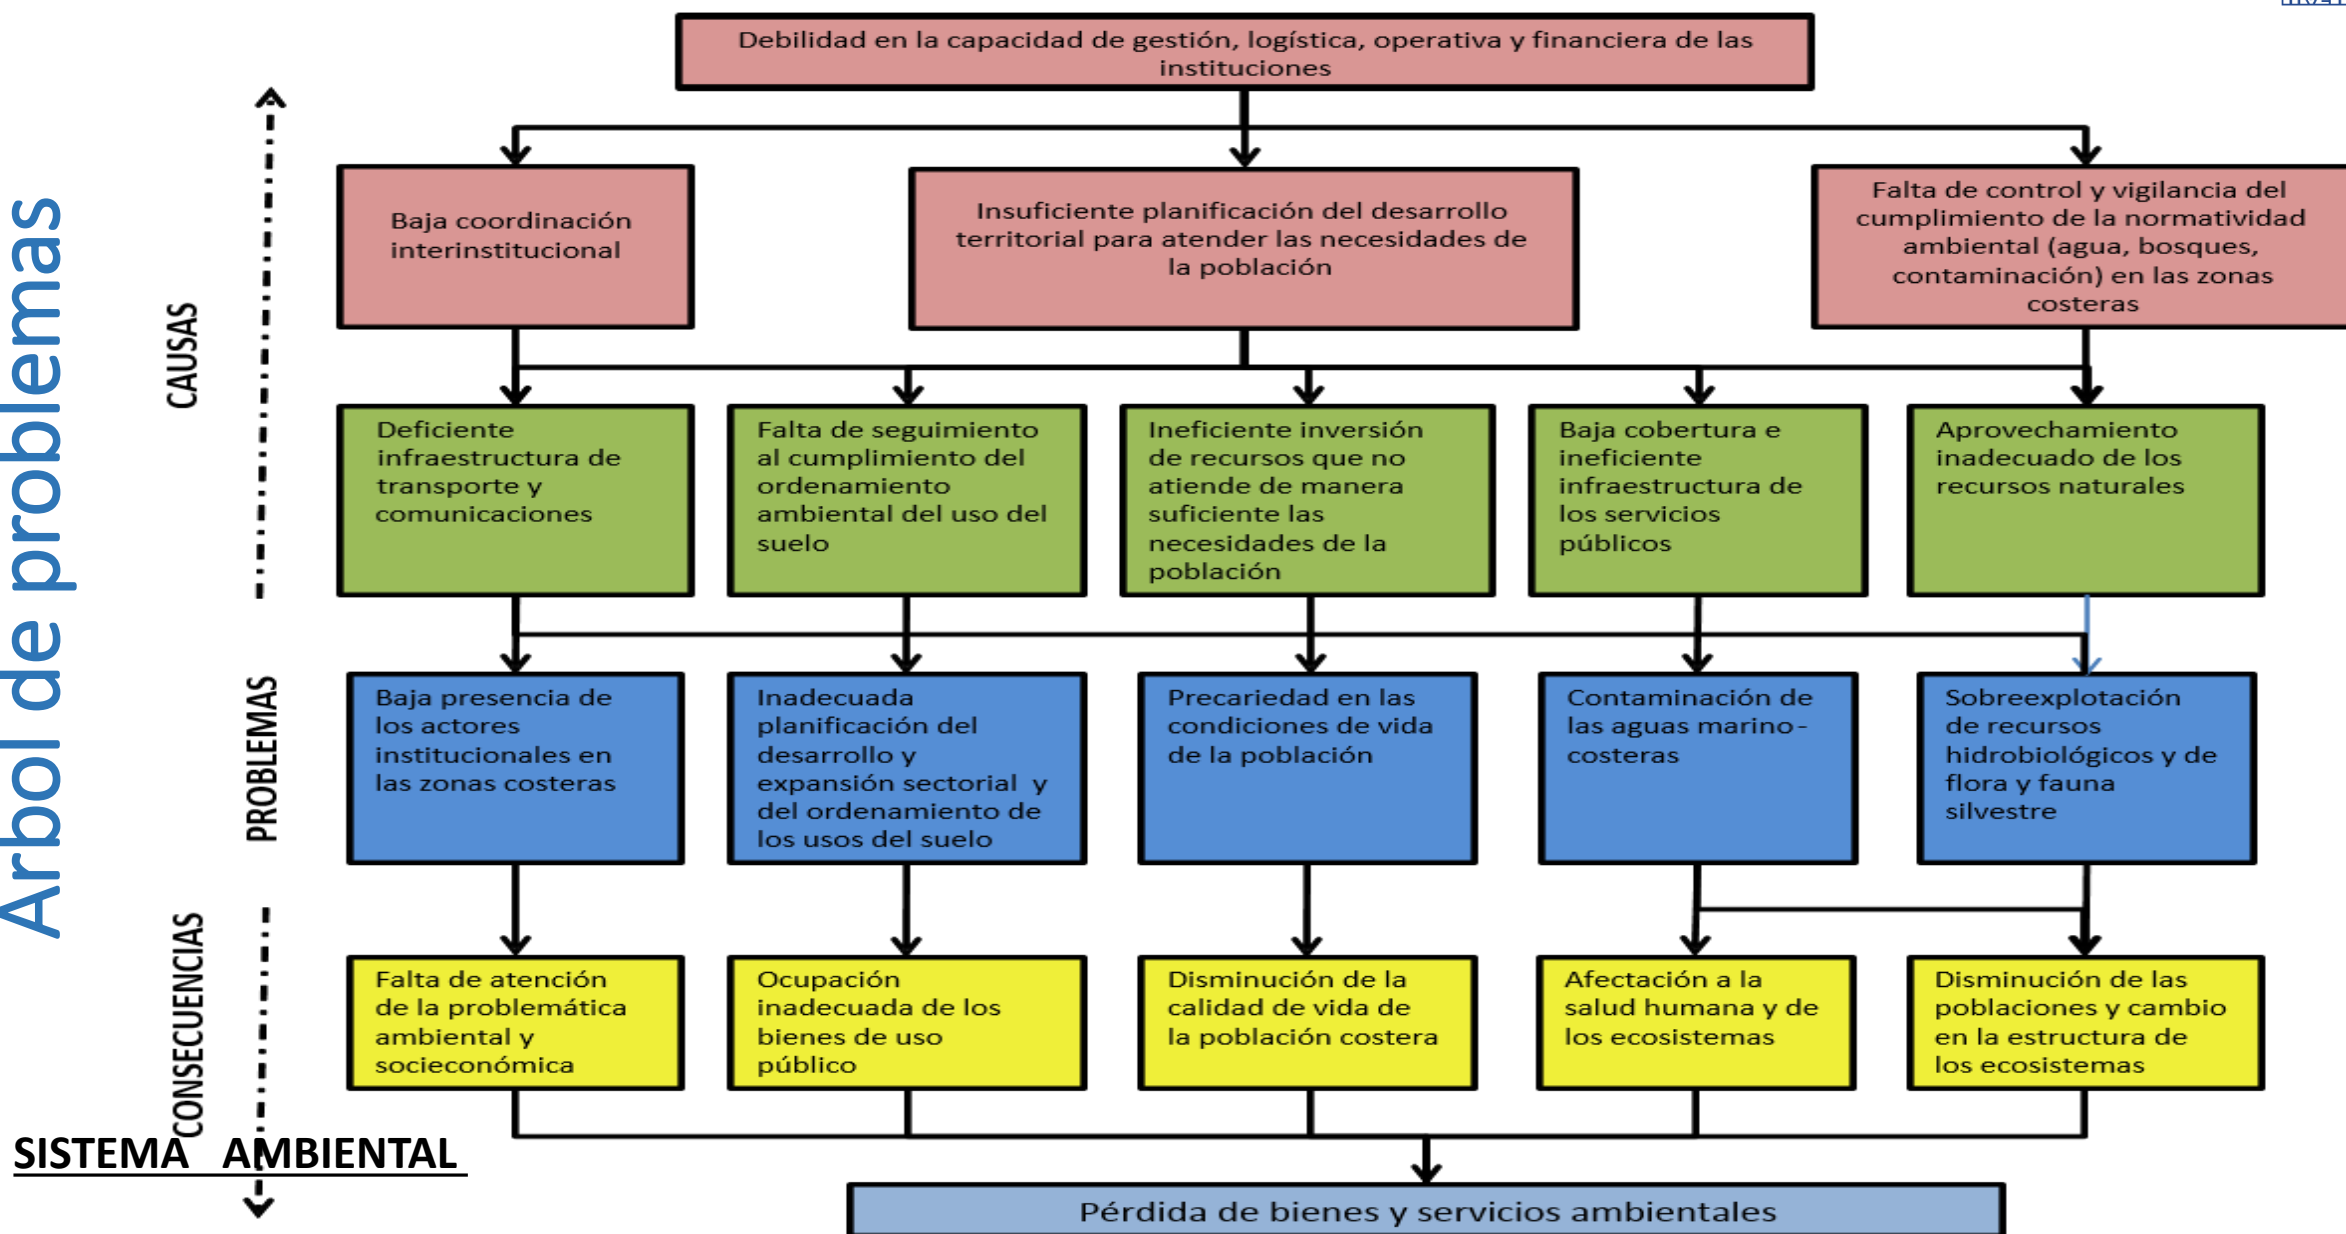 Debilidad en la capacidad de gestión, logística, operativa y financiera de las
instituciones
Arbol de problemas
CAUSAS
Baja coordinación
interinstitucional
Insuficiente planificación del desarrollo
territorial para atender las necesidades de
la población
Falta de control y vigilancia del
cumplimiento de la normatividad
ambiental (agua, bosques,
contaminación) en las zonas
costeras
Deficiente
infraestructura de
transporte y
comunicaciones
Falta de seguimiento
al cumplimiento del
ordenamiento
ambiental del uso del
suelo
Ineficiente inversión
de recursos que no
atiende de manera
suficiente las
necesidades de la
población
Baja cobertura e
ineficiente
infraestructura de
los servicios
públicos
Aprovechamiento
inadecuado de los
recursos naturales
PROBLEMAS
Baja presencia de
los actores
institucionales en
las zonas costeras
Inadecuada
planificación del
desarrollo y
expansión sectorial y
del ordenamiento de
los usos del suelo
Precariedad en las
condiciones de vida
de la población
Contaminación de
las aguas marino-
costeras
Sobreexplotación
de recursos
hidrobiológicos y de
flora y fauna
silvestre
CONSECUENCIAS
Falta de atención
de la problemática
ambiental y
socieconómica
Ocupación
inadecuada de los
bienes de uso
público
Disminución de la
calidad de vida de
la población costera
Afectación a la
salud humana y de
los ecosistemas
Disminución de las
poblaciones y cambio
en la estructura de
los ecosistemas
SISTEMA AMBIENTAL
Pérdida de bienes y servicios ambientales